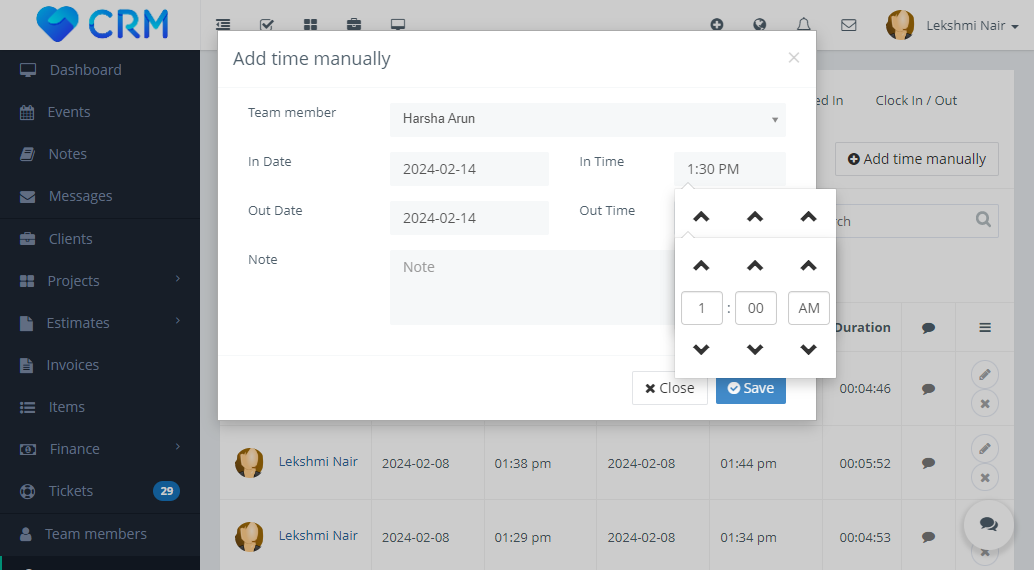 CRM
Lekshmi Nair
Dashboard
Events
Notes
Messages
Clients
Projects
Estimates
Invoices
Items
Finance
Tickets 29
Team members
Add time manually ×
Team member Harsha Arun
In Date 2024-02-14 In Time 1:30 PM
Out Date 2024-02-14 Out Time
Note Note
1 : 00 AM
Close Save
Clock In / Out
Add time manually
Duration
00:04:46
Lekshmi Nair 2024-02-08 01:38 pm 2024-02-08 01:44 pm 00:05:52
Lekshmi Nair 2024-02-08 01:29 pm 2024-02-08 01:34 pm 00:04:53